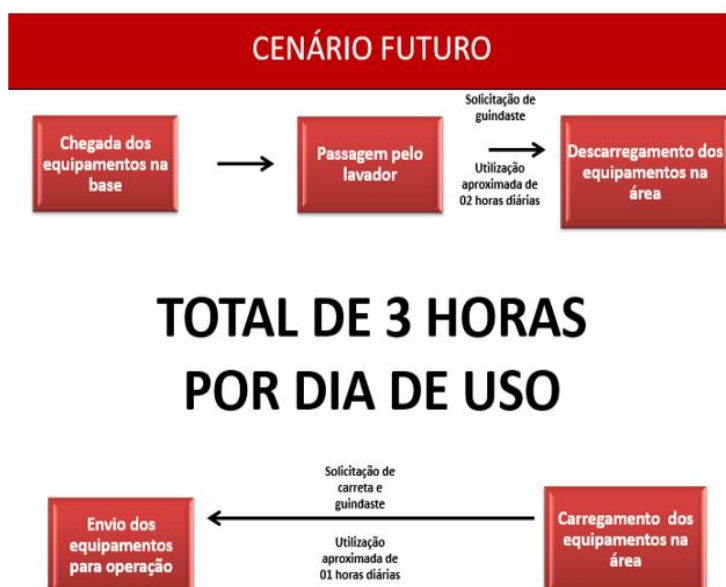 CENÁRIO FUTURO
Chegada dos
equipamentos na
base
Passagem pelo
lavador
Solicitação de
guindaste
Utilização
aproximada de
02 horas diárias
Descarregamento dos
equipamentos na
área
TOTAL DE 3 HORAS
POR DIA DE USO
Envio dos
equipamentos
para operação
Solicitação de
carreta e
guindaste
Utilização
aproximada de
01 horas diárias
Carregamento dos
equipamentos na
área